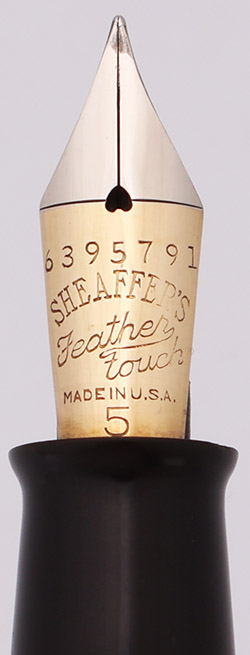 6395791
SHEAFFER'S
Feather
touch
MADE IN U.S.A.
5